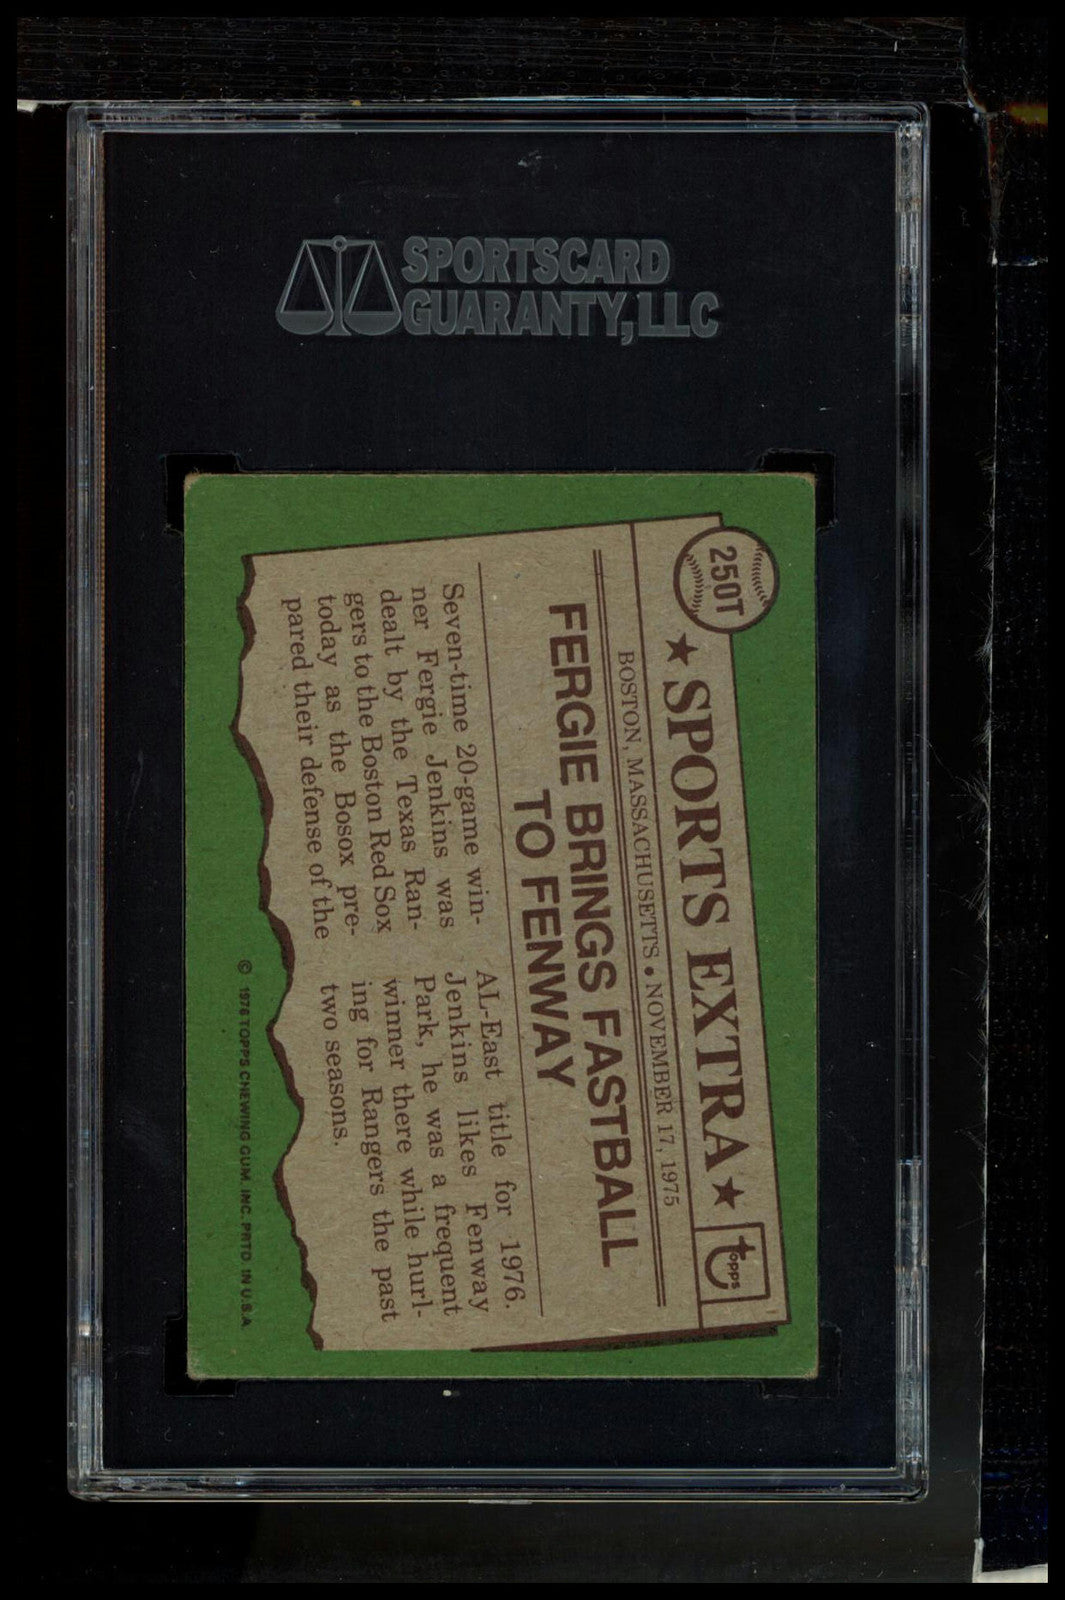 SPORTSCARD
GUARANTY, LLC
250T
★ SPORTS EXTRA ★
topps
BOSTON, MASSACHUSETTS • NOVEMBER 17, 1975
FERGIE BRINGS FASTBALL
TO FENWAY
Seven-time 20-game win-
ner Fergie Jenkins was
dealt by the Texas Ran-
gers to the Boston Red Sox
today as the Bosox pre-
pared their defense of the
AL-East title for 1976.
Jenkins likes Fenway
Park, he was a frequent
winner there while hurl-
ing for Rangers the past
two seasons.
© 1976 TOPPS CHEWING GUM, INC. PRTD IN U.S.A.